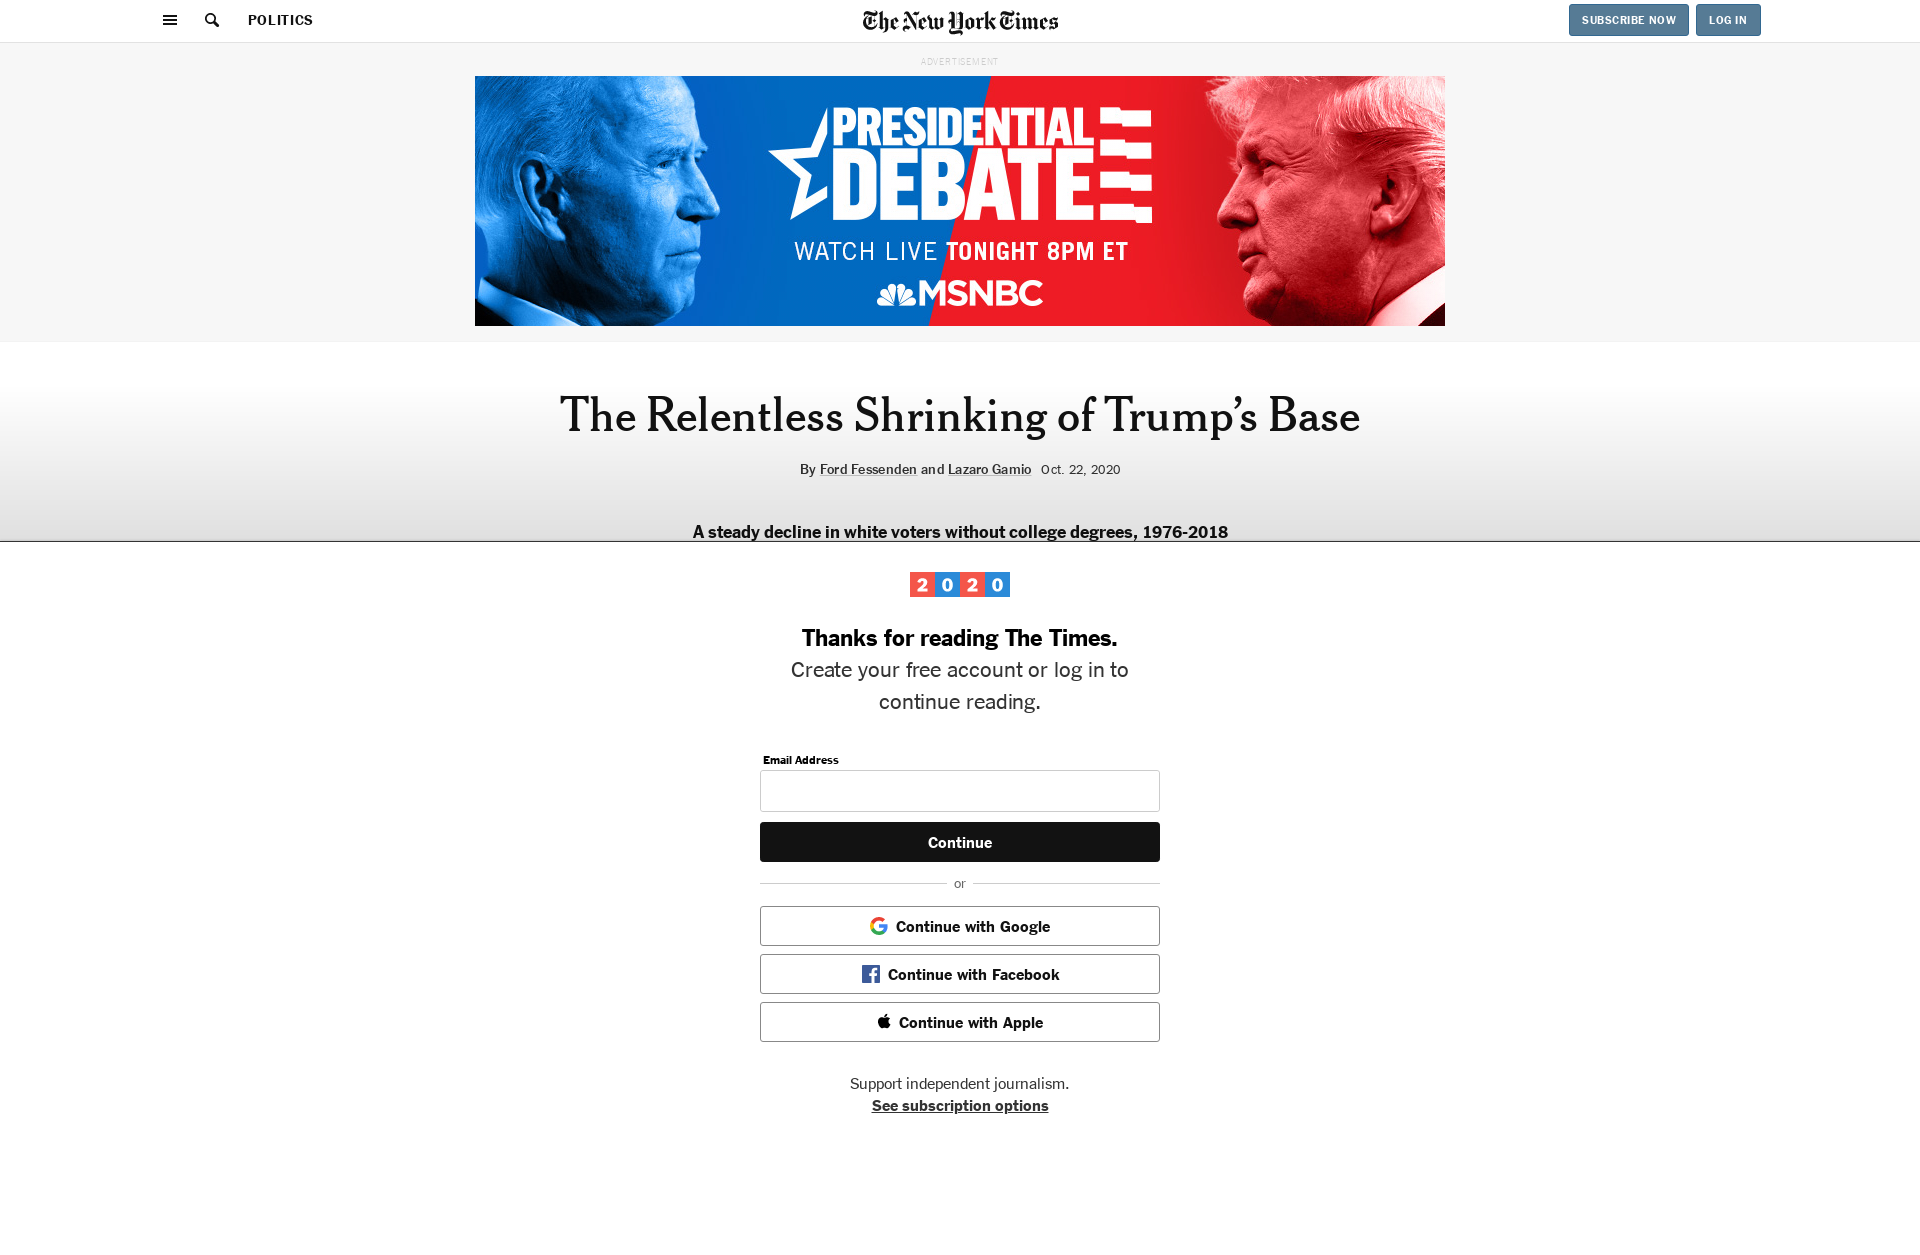 POLITICS
The New York Times
SUBSCRIBE NOW
LOG IN
ADVERTISEMENT
PRESIDENTIAL
DEBATE
WATCH LIVE TONIGHT 8PM ET
MSNBC
The Relentless Shrinking of Trump’s Base
By Ford Fessenden and Lazaro Gamio Oct. 22, 2020
A steady decline in white voters without college degrees, 1976-2018
2020
Thanks for reading The Times.
Create your free account or log in to
continue reading.
Email Address
Continue
or
Continue with Google
Continue with Facebook
Continue with Apple
Support independent journalism.
See subscription options